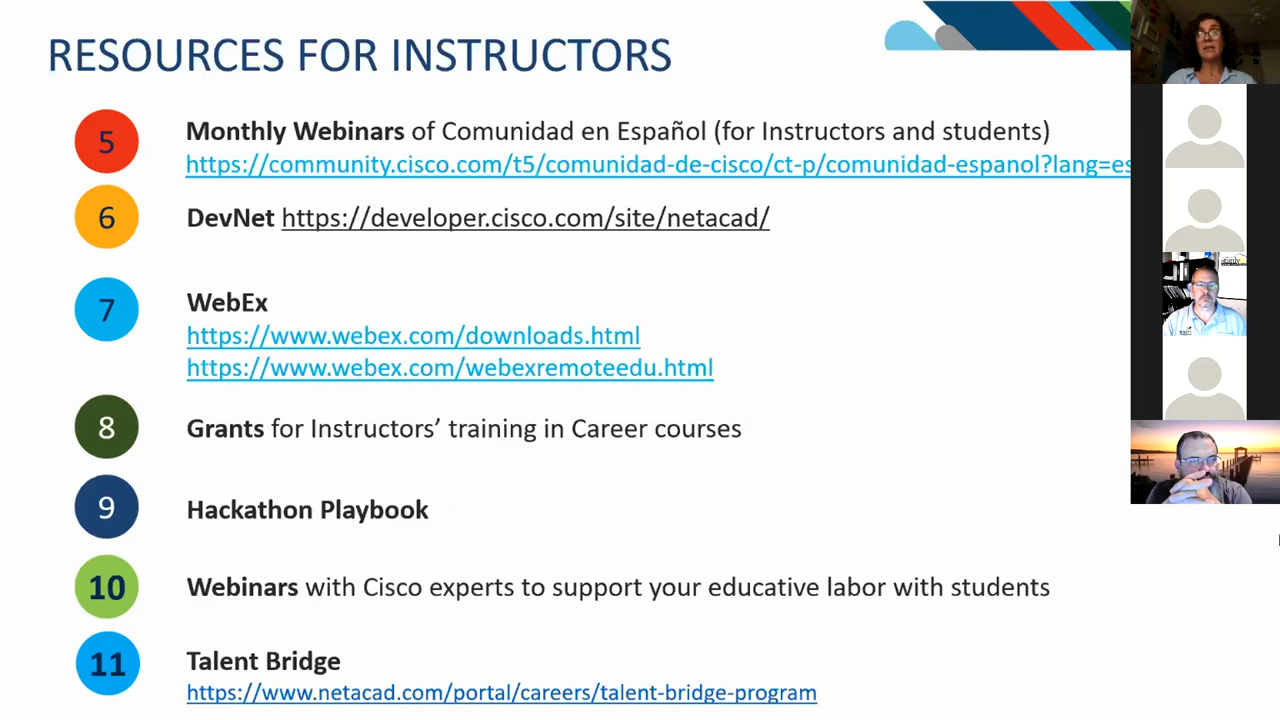 RESOURCES FOR INSTRUCTORS
5
Monthly Webinars of Comunidad en Español (for Instructors and students)
https://community.cisco.com/t5/comunidad-de-cisco/ct-p/comunidad-espanol?lang=es
6
DevNet https://developer.cisco.com/site/netacad/
7
WebEx
https://www.webex.com/downloads.html
https://www.webex.com/webexremoteedu.html
8
Grants for Instructors’ training in Career courses
9
Hackathon Playbook
10
Webinars with Cisco experts to support your educative labor with students
11
Talent Bridge
https://www.netacad.com/portal/careers/talent-bridge-program